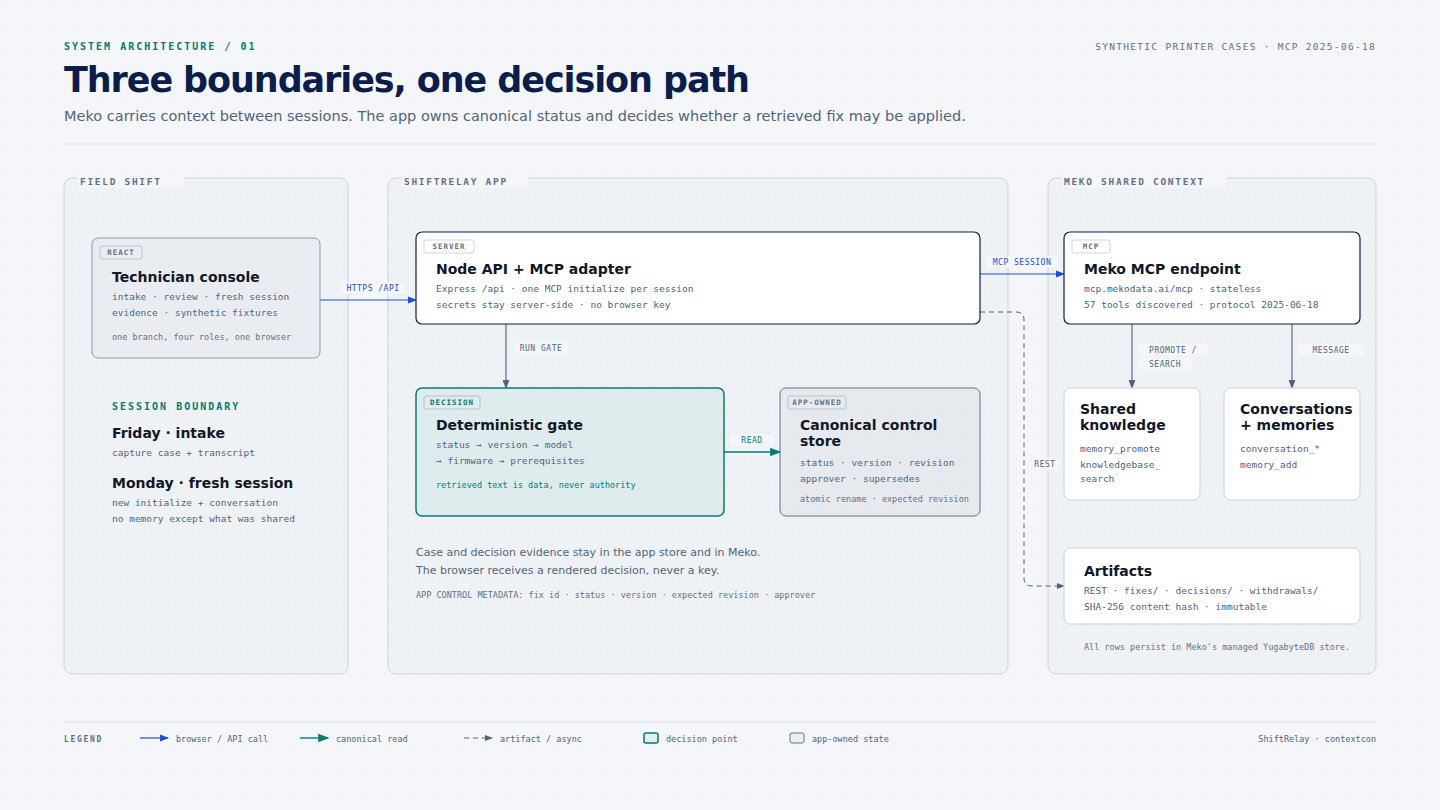 SYSTEM ARCHITECTURE / 01
SYNTHETIC PRINTER CASES · MCP 2025-06-18
Three boundaries, one decision path
Meko carries context between sessions. The app owns canonical status and decides whether a retrieved fix may be applied.
FIELD SHIFT
REACT
Technician console
intake · review · fresh session
evidence · synthetic fixtures
one branch, four roles, one browser
SESSION BOUNDARY
Friday · intake
capture case + transcript
Monday · fresh session
new initialize + conversation
no memory except what was shared
HTTPS /API
SHIFTRELAY APP
SERVER
Node API + MCP adapter
Express /api · one MCP initialize per session
secrets stay server-side · no browser key
RUN GATE
DECISION
Deterministic gate
status → version → model
→ firmware → prerequisites
retrieved text is data, never authority
READ
APP-OWNED
Canonical control
store
status · version · revision
approver · supersedes
atomic rename · expected revision
Case and decision evidence stay in the app store and in Meko.
The browser receives a rendered decision, never a key.
APP CONTROL METADATA: fix id · status · version · expected revision · approver
MCP SESSION
REST
MEKO SHARED CONTEXT
MCP
Meko MCP endpoint
mcp.mekodata.ai/mcp · stateless
57 tools discovered · protocol 2025-06-18
PROMOTE /
SEARCH
MESSAGE
Shared
knowledge
memory_promote
knowledgebase_
search
Conversations
+ memories
conversation_*
memory_add
Artifacts
REST · fixes/ · decisions/ · withdrawals/
SHA-256 content hash · immutable
All rows persist in Meko's managed YugabyteDB store.
LEGEND
browser / API call
canonical read
artifact / async
decision point
app-owned state
ShiftRelay · contextcon